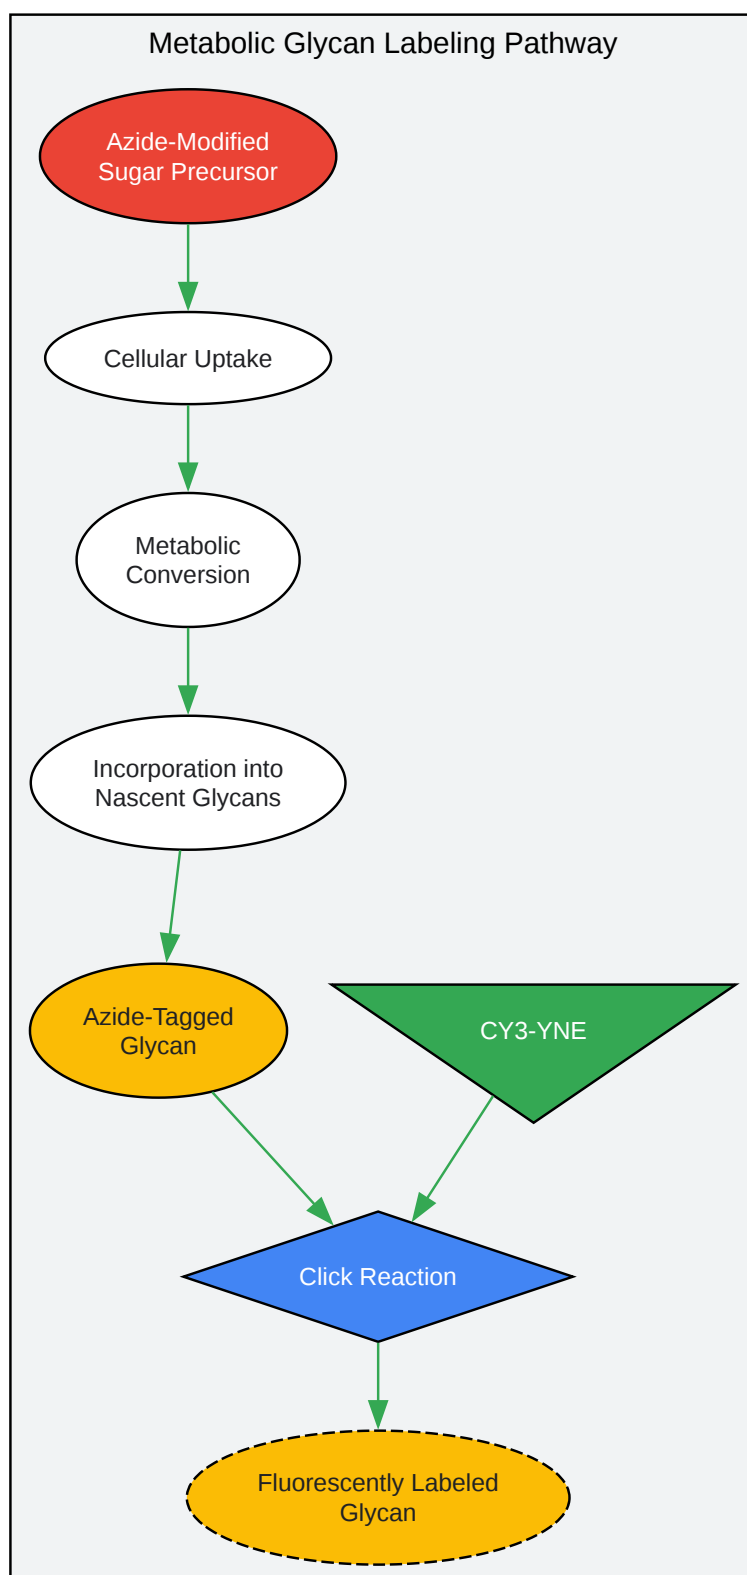 Metabolic Glycan Labeling Pathway
Azide-Modified
Sugar Precursor
Cellular Uptake
Metabolic
Conversion
Incorporation into
Nascent Glycans
Azide-Tagged
Glycan
CY3-YNE
Click Reaction
Fluorescently Labeled
Glycan